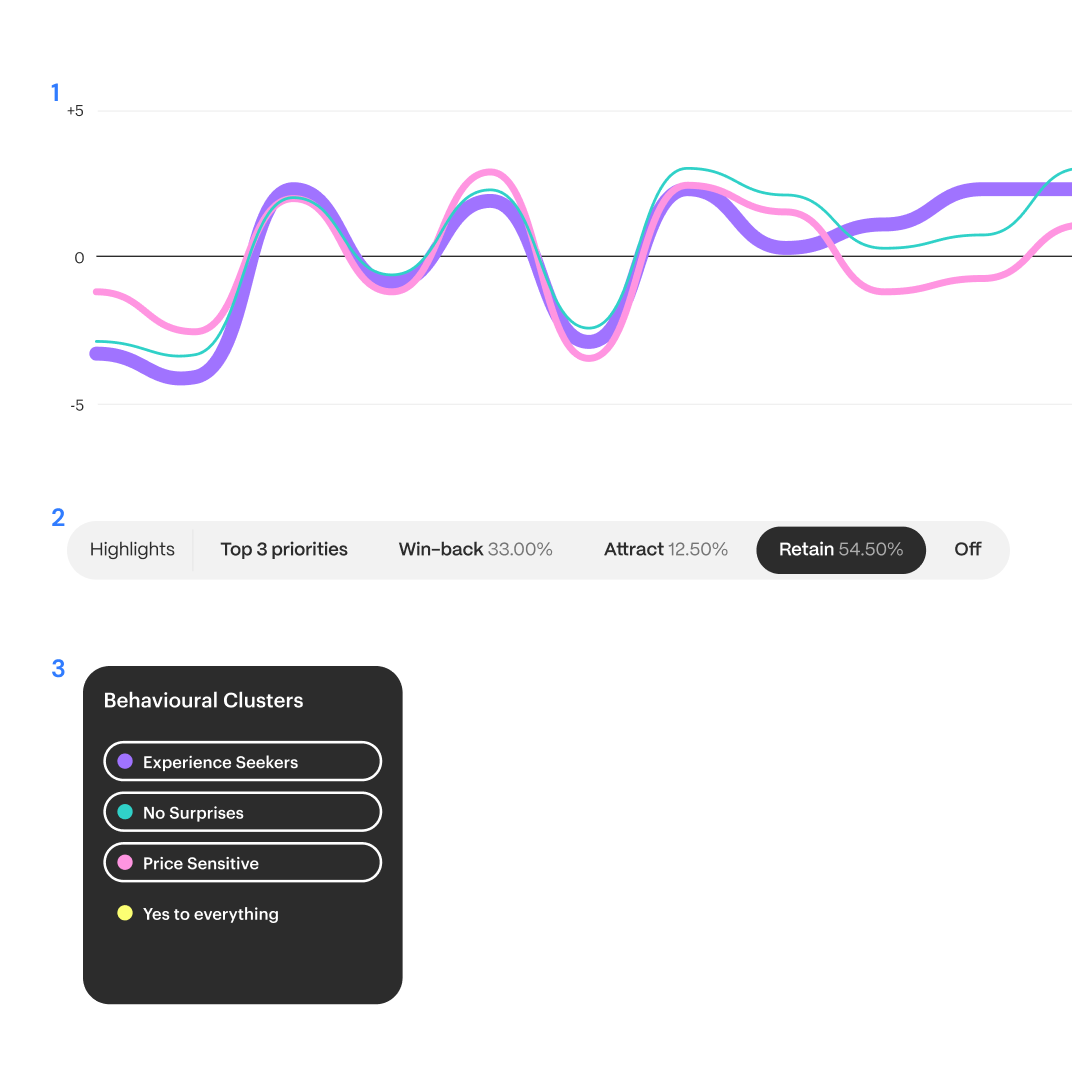 1
+5
0
-5
2
Highlights Top 3 priorities Win-back 33.00% Attract 12.50% Retain 54.50% Off
3
Behavioural Clusters
Experience Seekers
No Surprises
Price Sensitive
Yes to everything